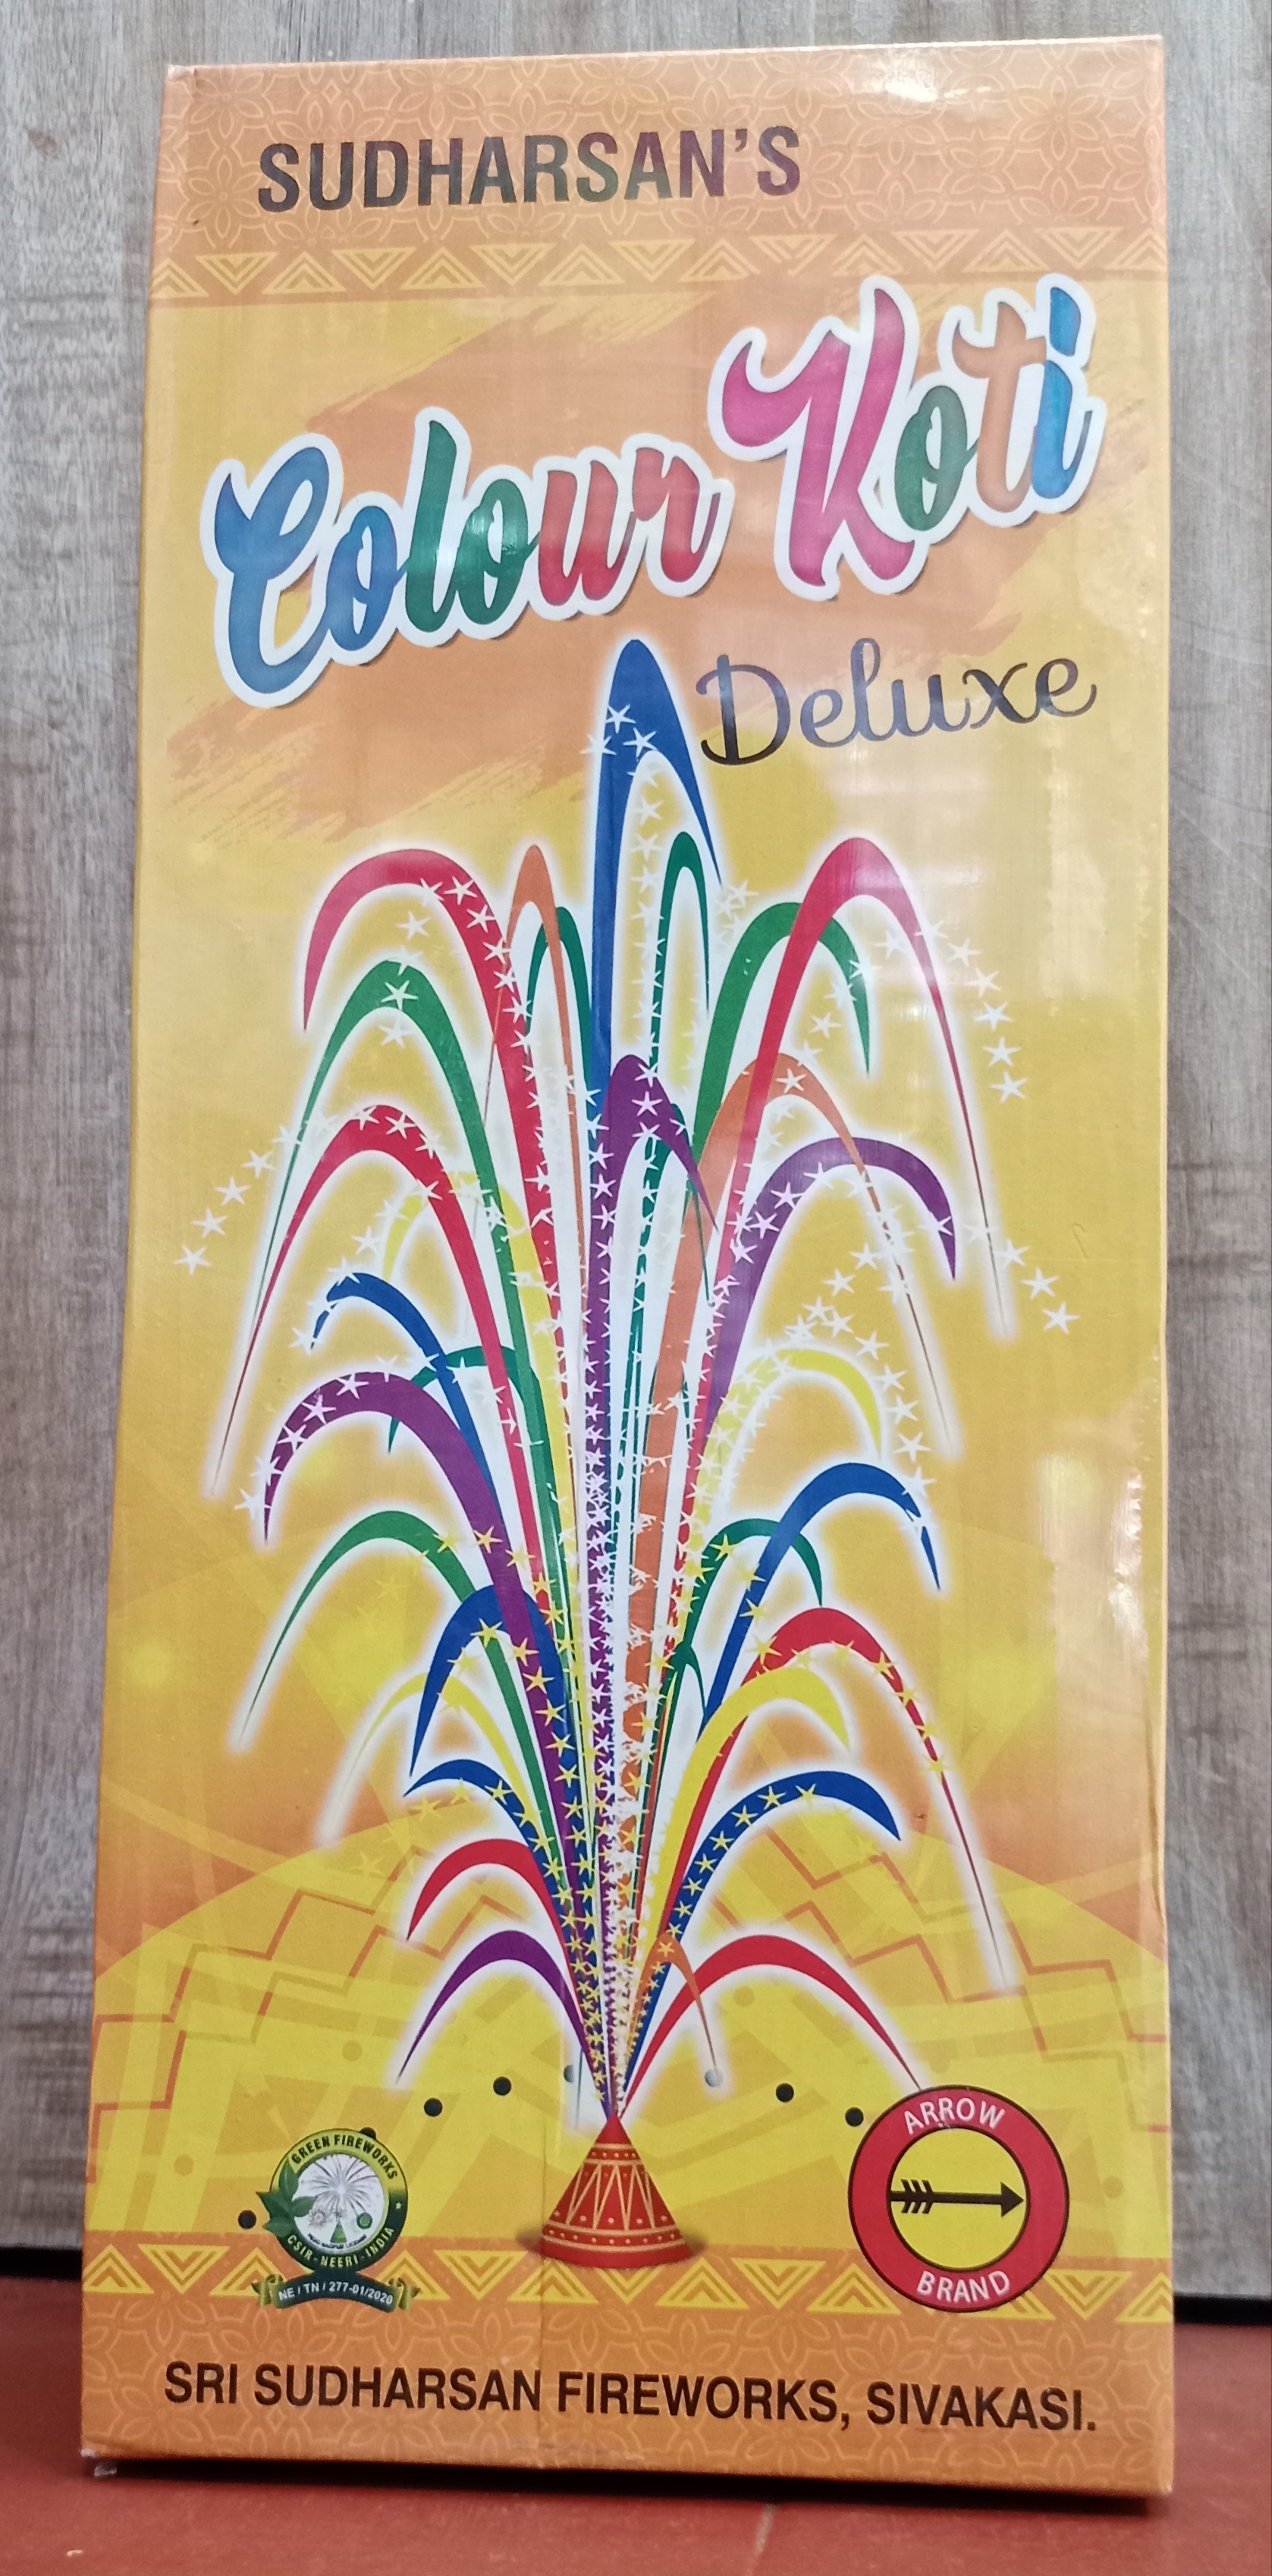 SUDHARSAN'S
Colour Koti
Deluxe
GREEN FIREWORKS
CSIR-NEERI-INDIA
NE / TN / 277-01/2020
ARROW
BRAND
SRI SUDHARSAN FIREWORKS, SIVAKASI.